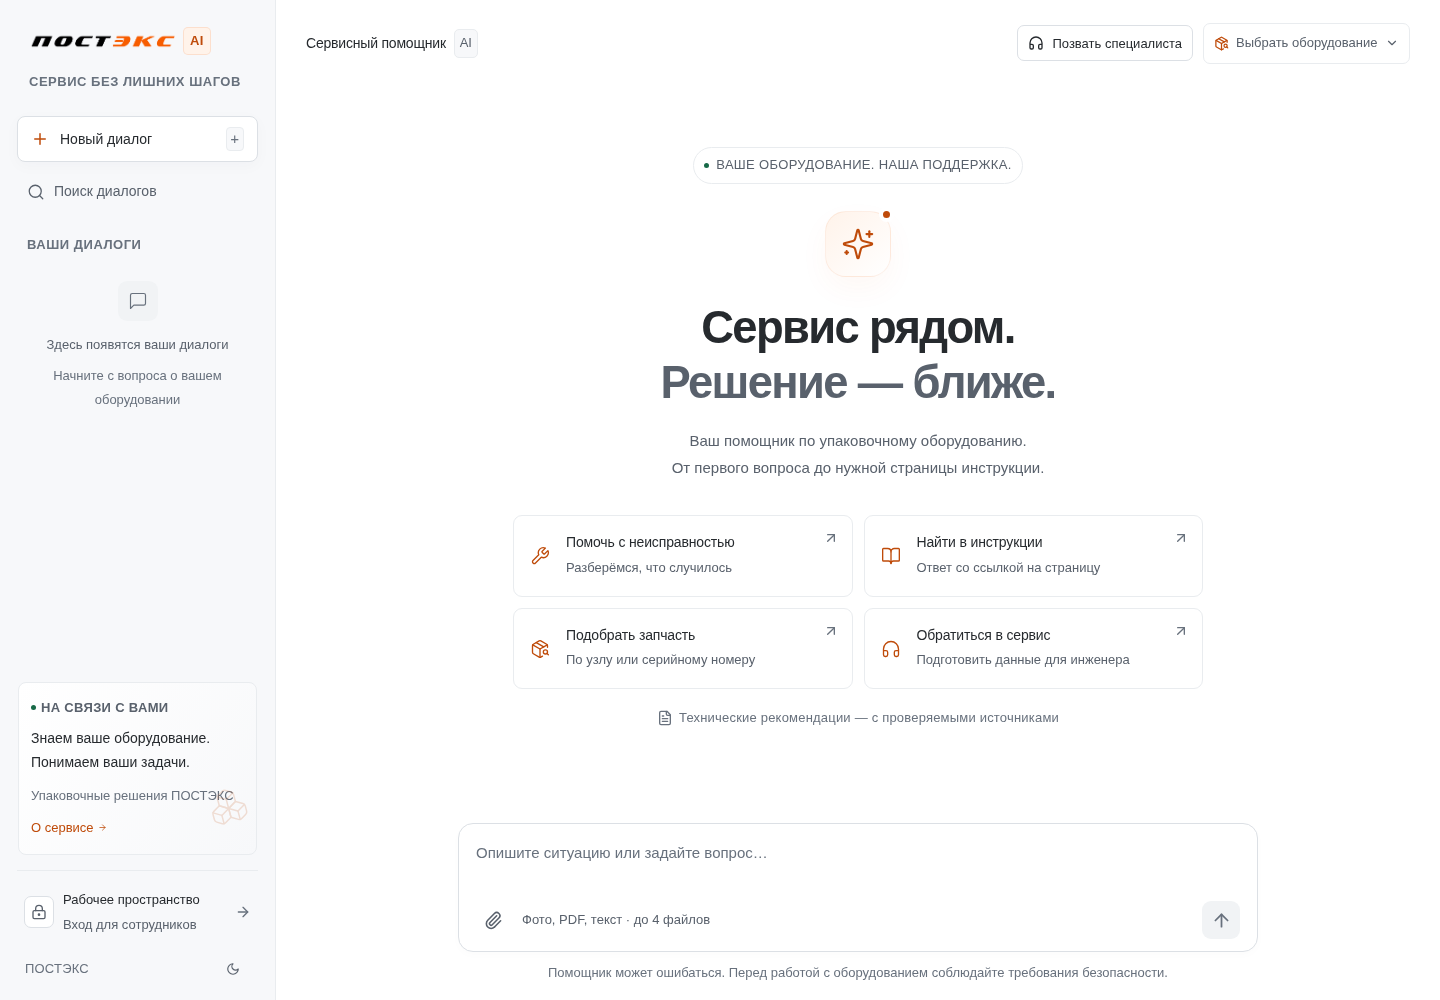 ПОСТЭКС AI
СЕРВИС БЕЗ ЛИШНИХ ШАГОВ
Новый диалог +
Поиск диалогов
ВАШИ ДИАЛОГИ
Здесь появятся ваши диалоги
Начните с вопроса о вашем
оборудовании
НА СВЯЗИ С ВАМИ
Знаем ваше оборудование.
Понимаем ваши задачи.
Упаковочные решения ПОСТЭКС
О сервисе
Рабочее пространство
Вход для сотрудников
ПОСТЭКС
Сервисный помощник AI
Позвать специалиста
Выбрать оборудование
ВАШЕ ОБОРУДОВАНИЕ. НАША ПОДДЕРЖКА.
Сервис рядом.
Решение — ближе.
Ваш помощник по упаковочному оборудованию.
От первого вопроса до нужной страницы инструкции.
Помочь с неисправностью
Разберёмся, что случилось
Найти в инструкции
Ответ со ссылкой на страницу
Подобрать запчасть
По узлу или серийному номеру
Обратиться в сервис
Подготовить данные для инженера
Технические рекомендации — с проверяемыми источниками
Опишите ситуацию или задайте вопрос…
Фото, PDF, текст · до 4 файлов
Помощник может ошибаться. Перед работой с оборудованием соблюдайте требования безопасности.